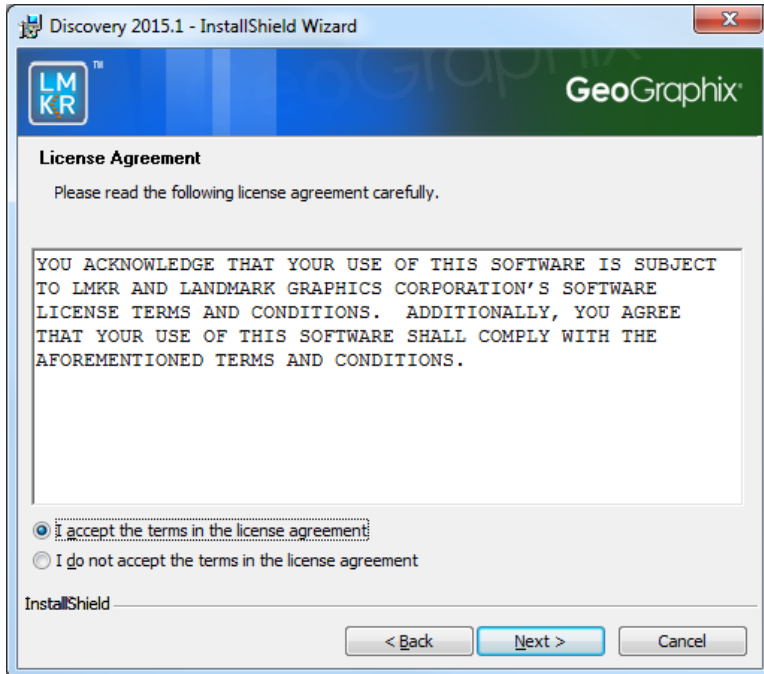 Discovery 2015.1 - InstallShield Wizard
LM
KR
TM
GeoGraphix
GeoGraphix®
License Agreement
Please read the following license agreement carefully.
YOU ACKNOWLEDGE THAT YOUR USE OF THIS SOFTWARE IS SUBJECT
TO LMKR AND LANDMARK GRAPHICS CORPORATION’S SOFTWARE
LICENSE TERMS AND CONDITIONS.  ADDITIONALLY, YOU AGREE
THAT YOUR USE OF THIS SOFTWARE SHALL COMPLY WITH THE
AFOREMENTIONED TERMS AND CONDITIONS.
I accept the terms in the license agreement
I do not accept the terms in the license agreement
InstallShield
< Back
Next >
Cancel